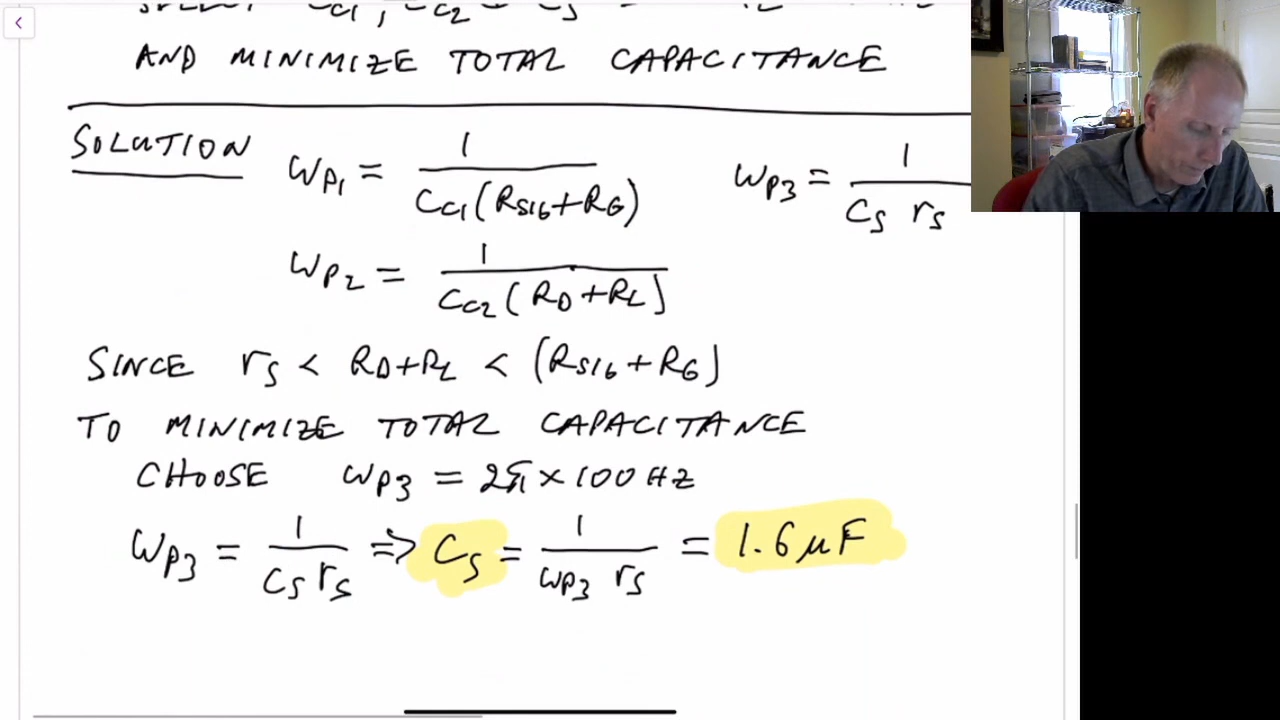 AND MINIMIZE TOTAL CAPACITANCE
SOLUTION ωP1 = 1 / CC1(RSIG+RG) ωP3 = 1 / CS rS
ωP2 = 1 / CC2(RD+RL)
SINCE rS < RD+RL < (RSIG+RG)
TO MINIMIZE TOTAL CAPACITANCE
CHOOSE ωP3 = 2π × 100 HZ
ωP3 = 1 / CS rS => CS = 1 / ωP3 rS = 1.6 μF